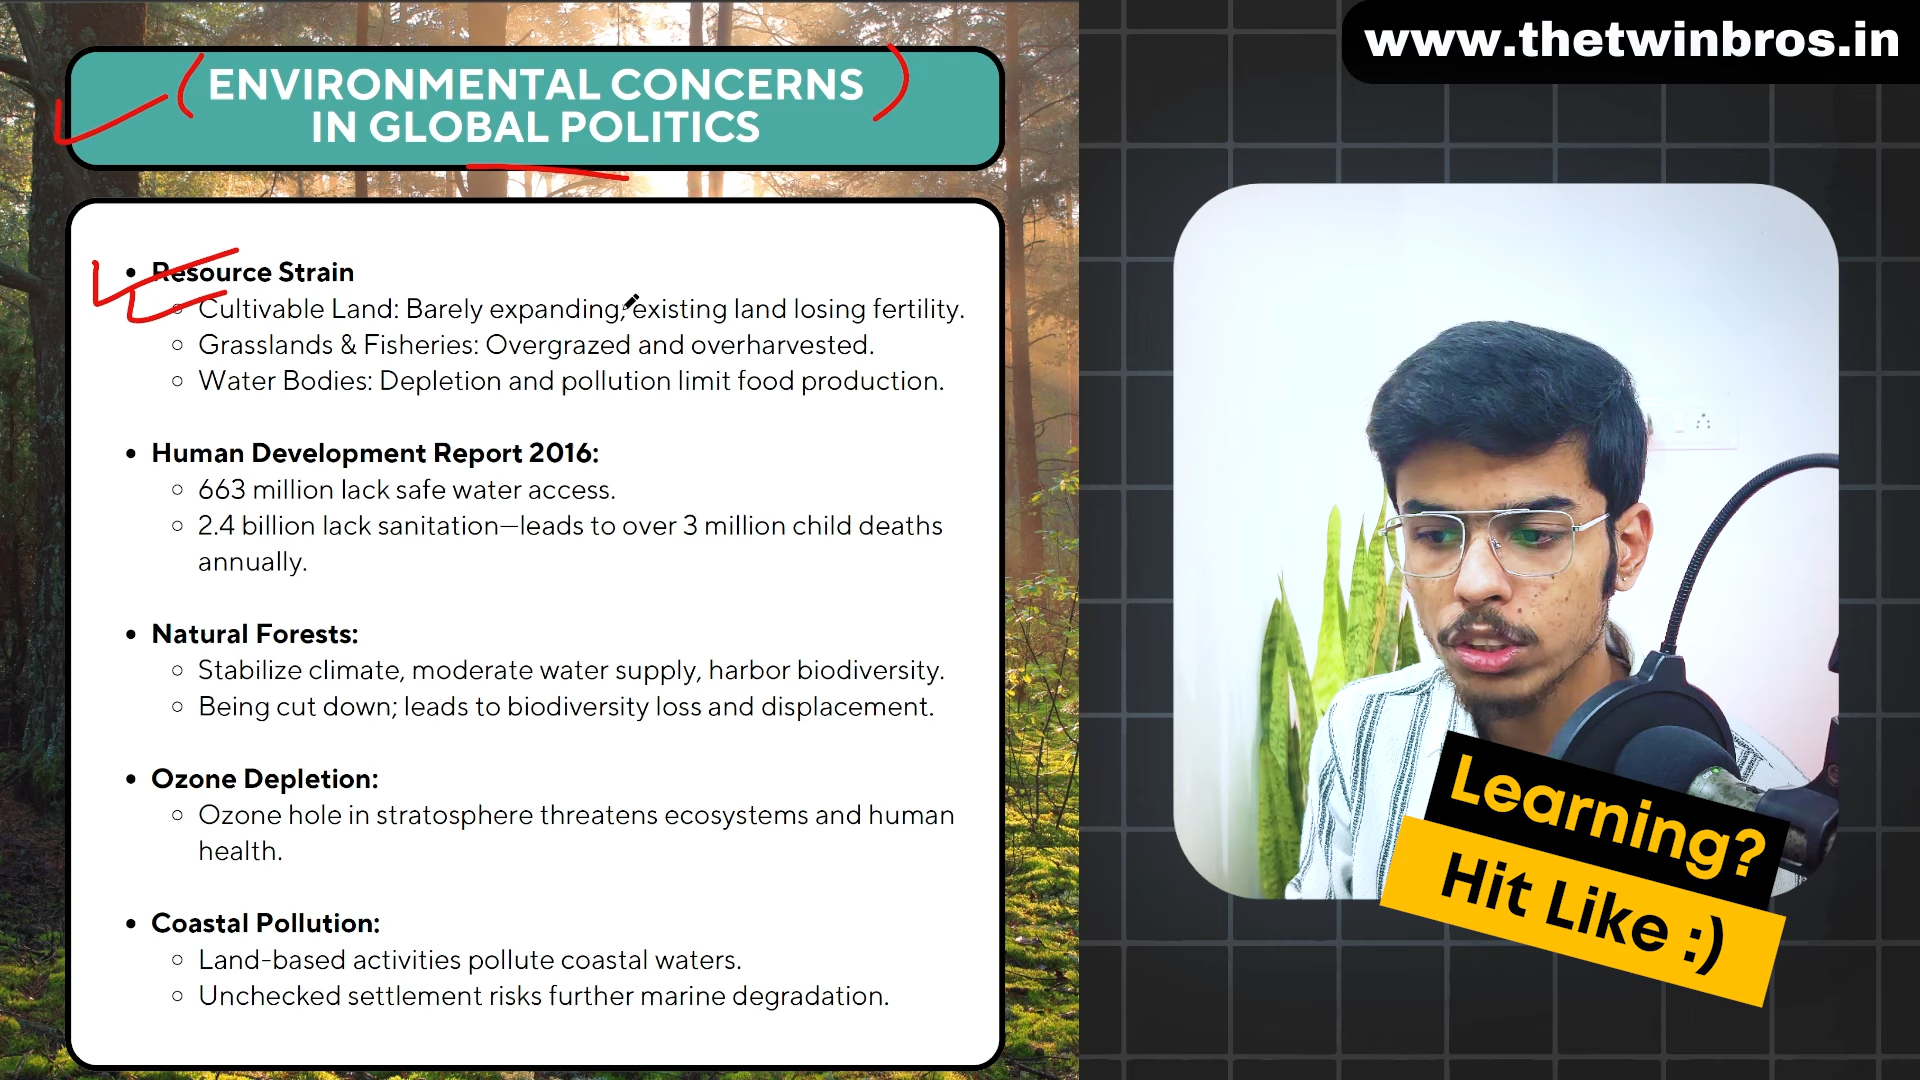 www.thetwinbros.in
ENVIRONMENTAL CONCERNS
IN GLOBAL POLITICS
• Resource Strain
○ Cultivable Land: Barely expanding; existing land losing fertility.
○ Grasslands & Fisheries: Overgrazed and overharvested.
○ Water Bodies: Depletion and pollution limit food production.
• Human Development Report 2016:
○ 663 million lack safe water access.
○ 2.4 billion lack sanitation—leads to over 3 million child deaths
annually.
• Natural Forests:
○ Stabilize climate, moderate water supply, harbor biodiversity.
○ Being cut down; leads to biodiversity loss and displacement.
• Ozone Depletion:
○ Ozone hole in stratosphere threatens ecosystems and human
health.
• Coastal Pollution:
○ Land-based activities pollute coastal waters.
○ Unchecked settlement risks further marine degradation.
Learning?
Hit Like :)